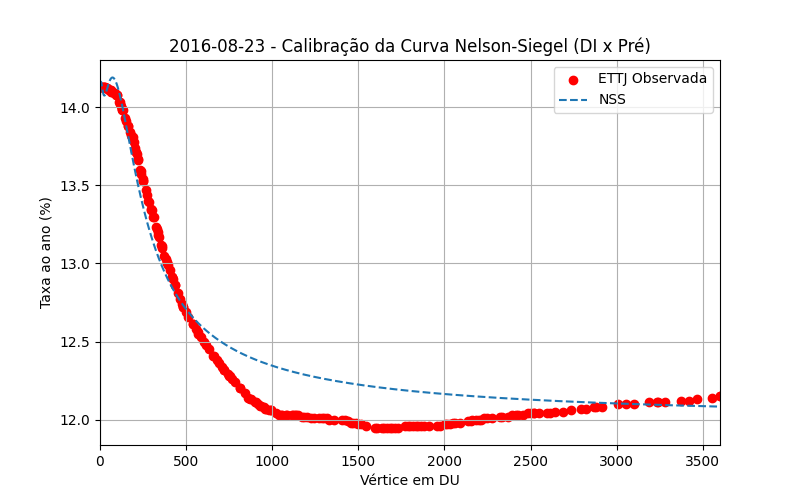 2016-08-23 - Calibração da Curva Nelson-Siegel (DI x Pré)
ETTJ Observada
NSS
Taxa ao ano (%)
14.0
13.5
13.0
12.5
12.0
0 500 1000 1500 2000 2500 3000 3500
Vértice em DU